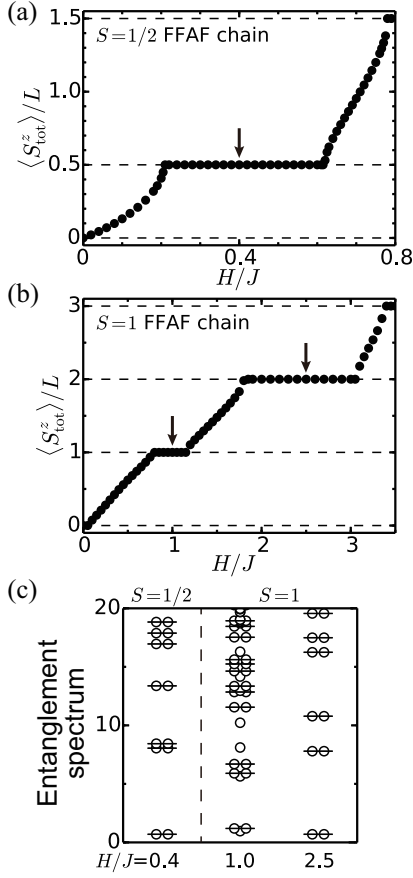 (a)
1.5
S=1/2 FFAF chain
1.0
⟨S^z_tot⟩/L
0.5
0
0 0.4 0.8
H/J
(b)
3
S=1 FFAF chain
2
⟨S^z_tot⟩/L
1
0
0 1 2 3
H/J
(c)
S=1/2 S=1
20
Entanglement
spectrum
10
0
H/J=0.4 1.0 2.5